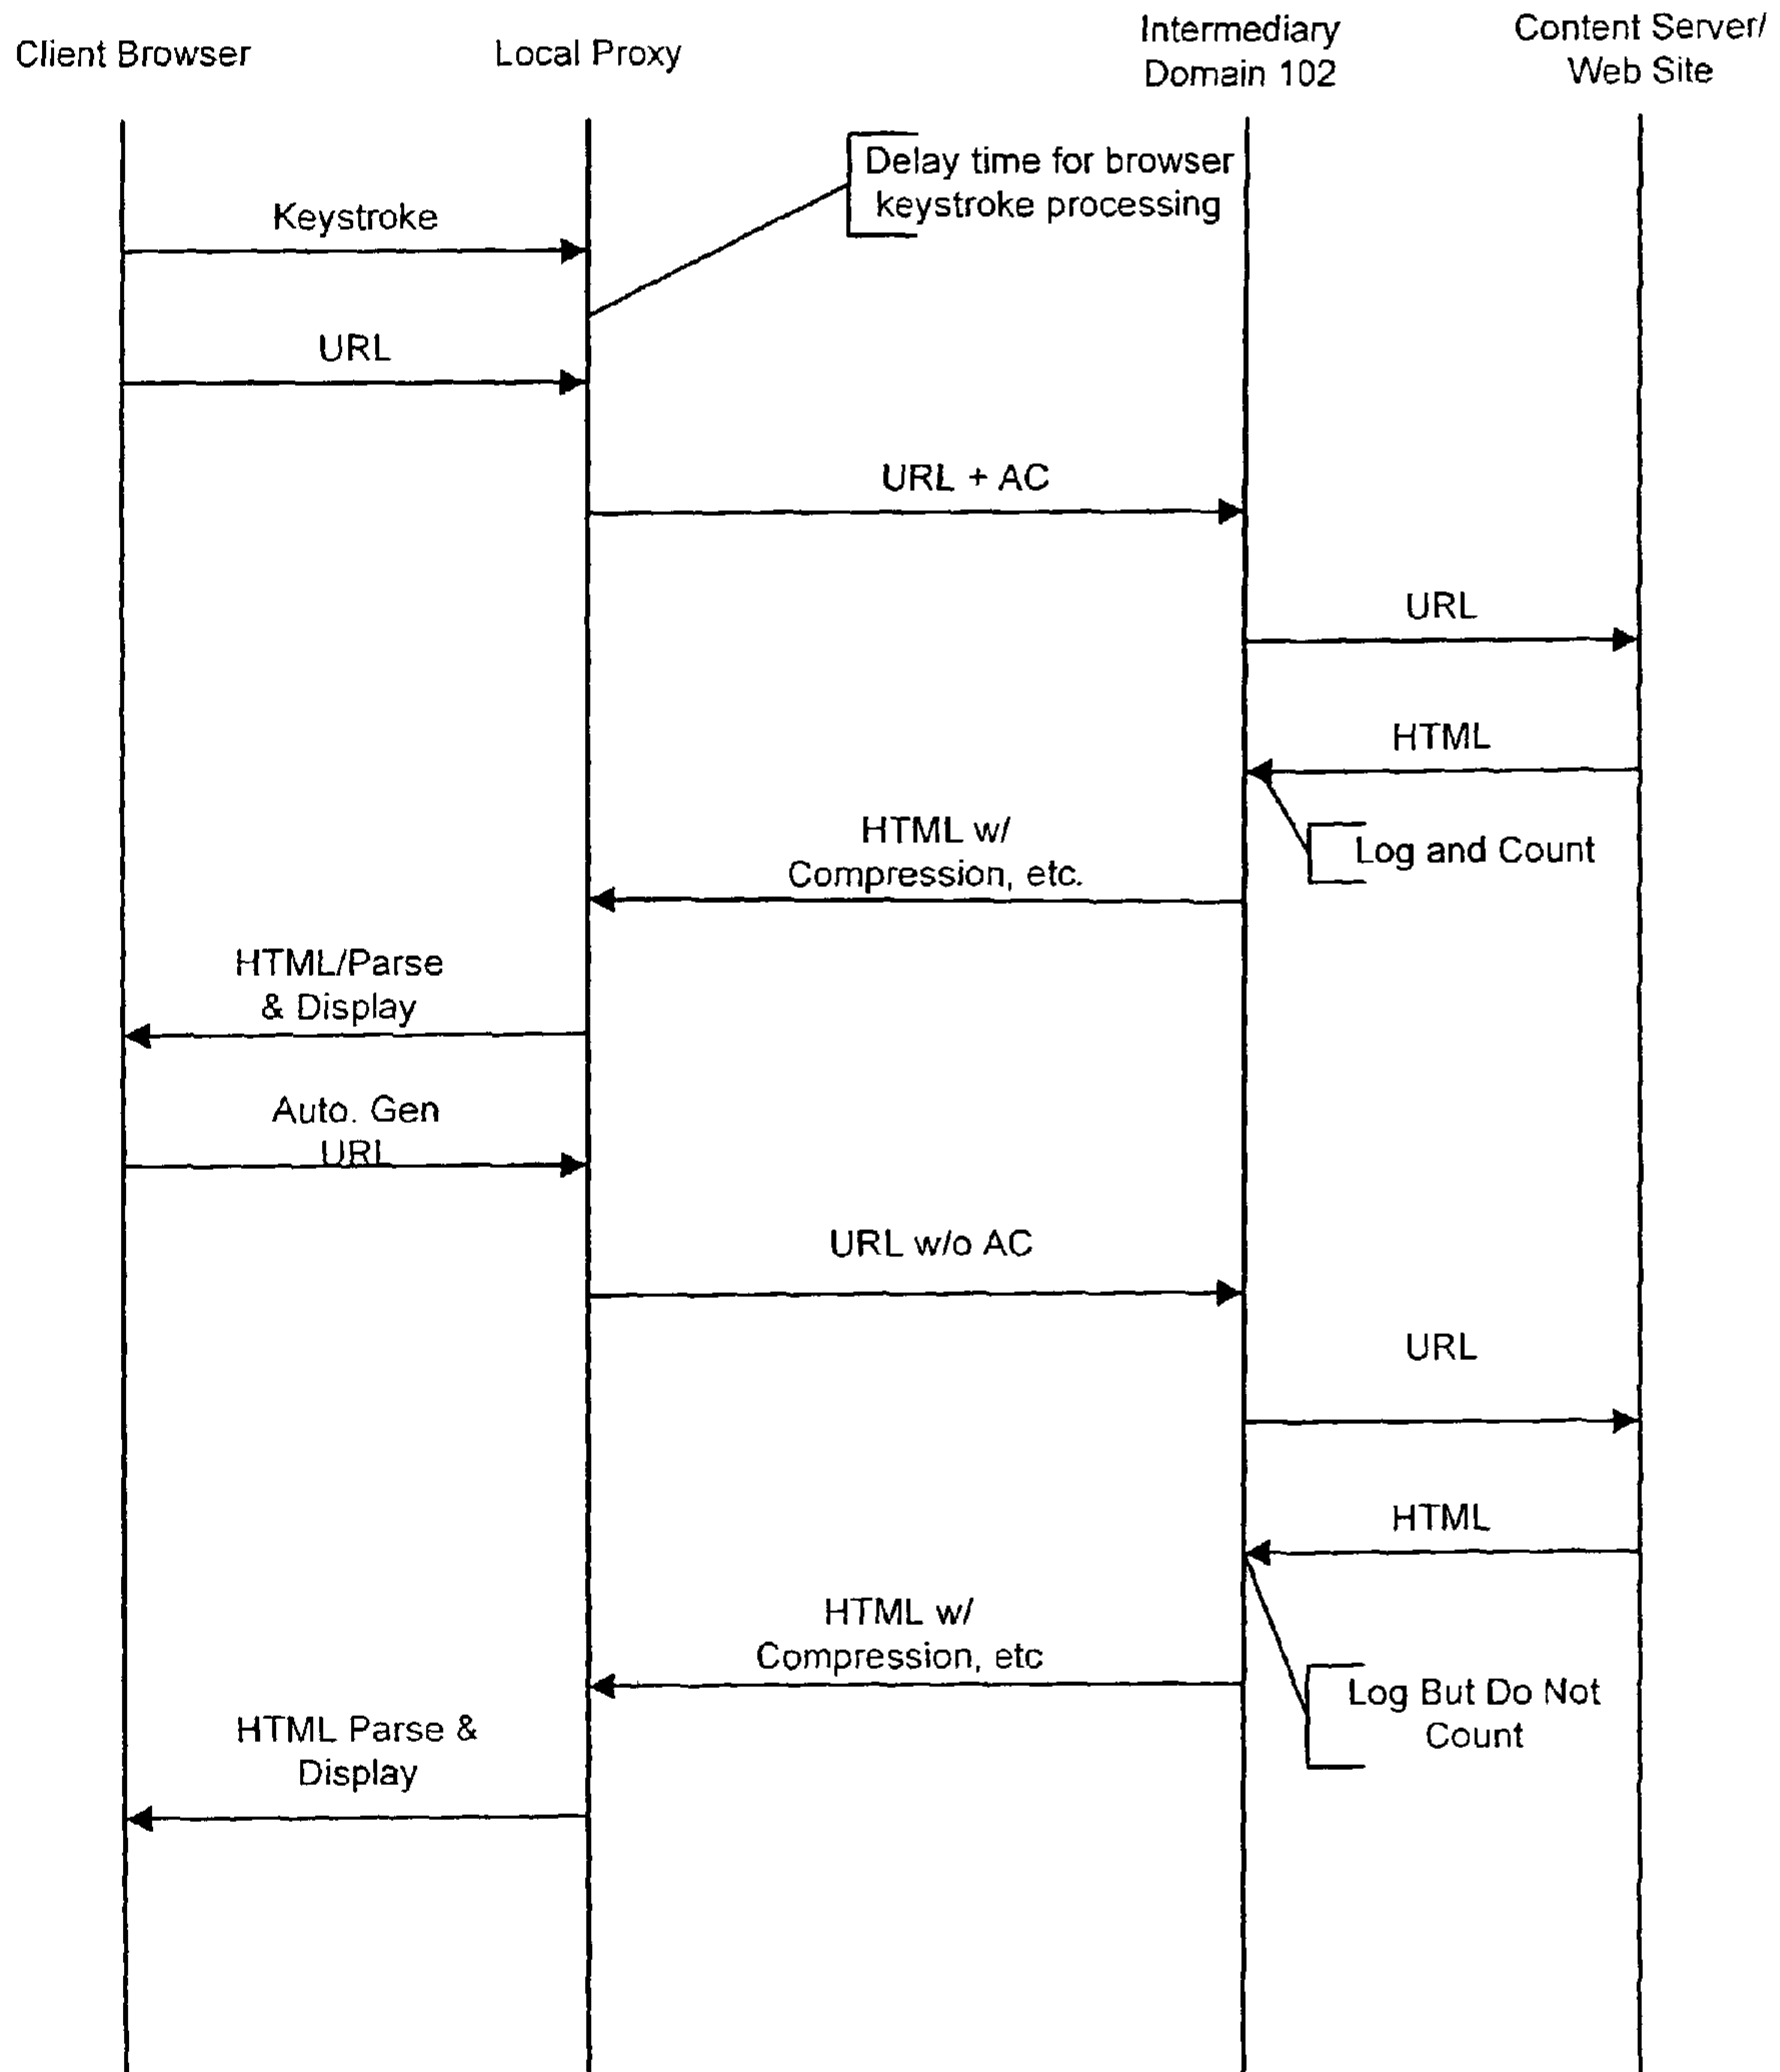 Client Browser
Local Proxy
Intermediary
Domain 102
Content Server/
Web Site
Delay time for browser
keystroke processing
Keystroke
URL
URL + AC
URL
HTML
Log and Count
HTML w/
Compression, etc.
HTML/Parse
& Display
Auto. Gen
URL
URL w/o AC
URL
HTML
HTML w/
Compression, etc
Log But Do Not
Count
HTML Parse &
Display